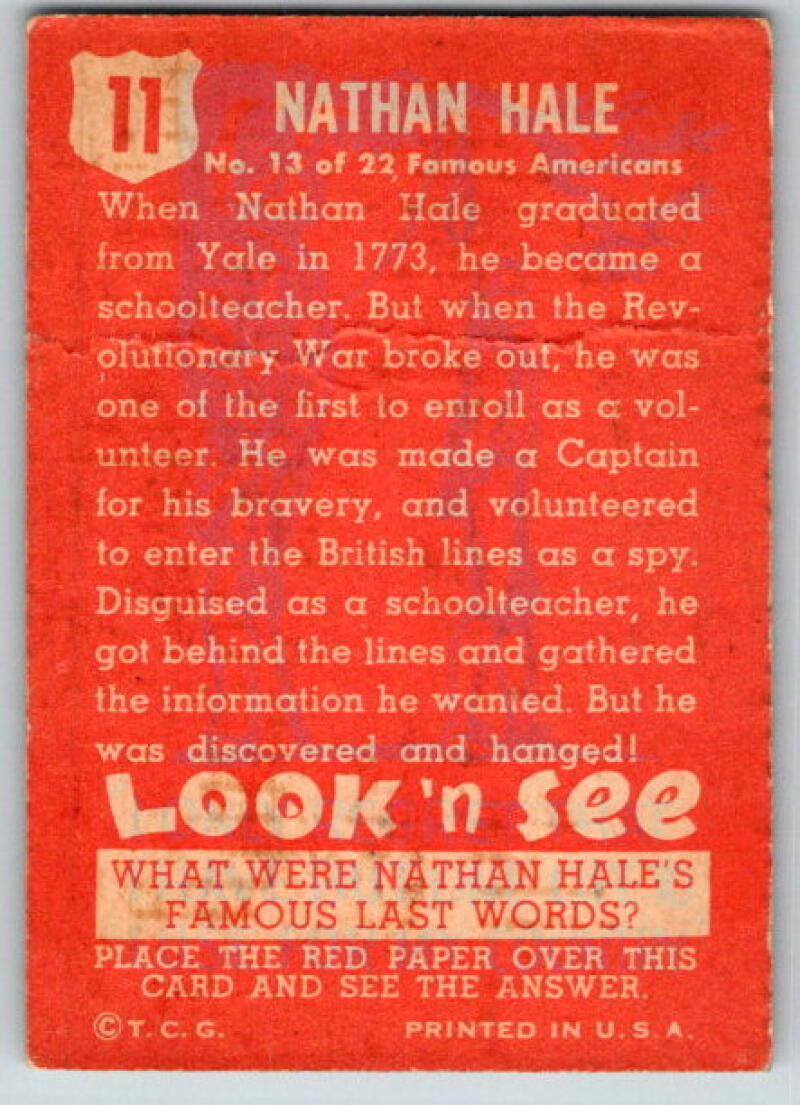 11
NATHAN HALE
No. 13 of 22 Famous Americans
When Nathan Hale graduated
from Yale in 1773, he became a
schoolteacher. But when the Rev-
olutionary War broke out, he was
one of the first to enroll as a vol-
unteer. He was made a Captain
for his bravery, and volunteered
to enter the British lines as a spy.
Disguised as a schoolteacher, he
got behind the lines and gathered
the information he wanted. But he
was discovered and hanged!
LOOK 'n See
WHAT WERE NATHAN HALE'S
FAMOUS LAST WORDS?
PLACE THE RED PAPER OVER THIS
CARD AND SEE THE ANSWER.
© T. C. G. PRINTED IN U. S. A.